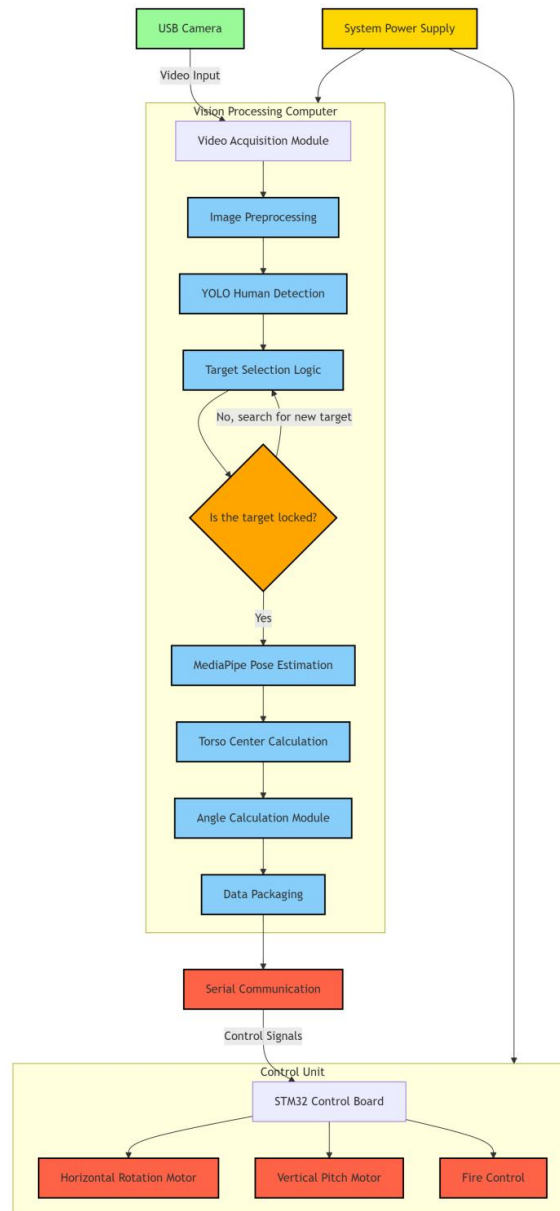 USB Camera
System Power Supply
Video Input
Vision Processing Computer
Video Acquisition Module
Image Preprocessing
YOLO Human Detection
Target Selection Logic
No, search for new target
Is the target locked?
Yes
MediaPipe Pose Estimation
Torso Center Calculation
Angle Calculation Module
Data Packaging
Serial Communication
Control Signals
Control Unit
STM32 Control Board
Horizontal Rotation Motor
Vertical Pitch Motor
Fire Control